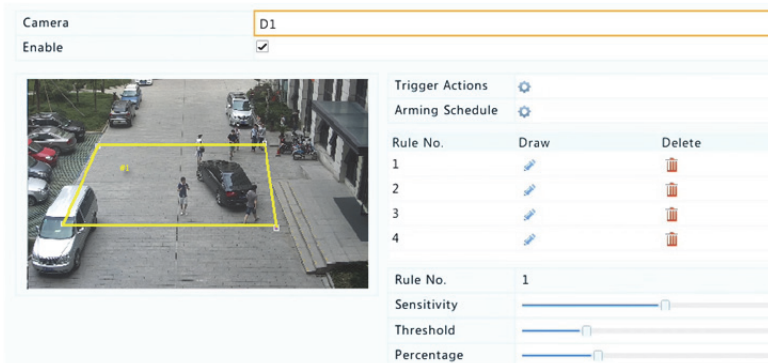 Camera D1
Enable
Trigger Actions
Arming Schedule
Rule No. Draw Delete
1
2
3
4
#1
Rule No. 1
Sensitivity
Threshold
Percentage